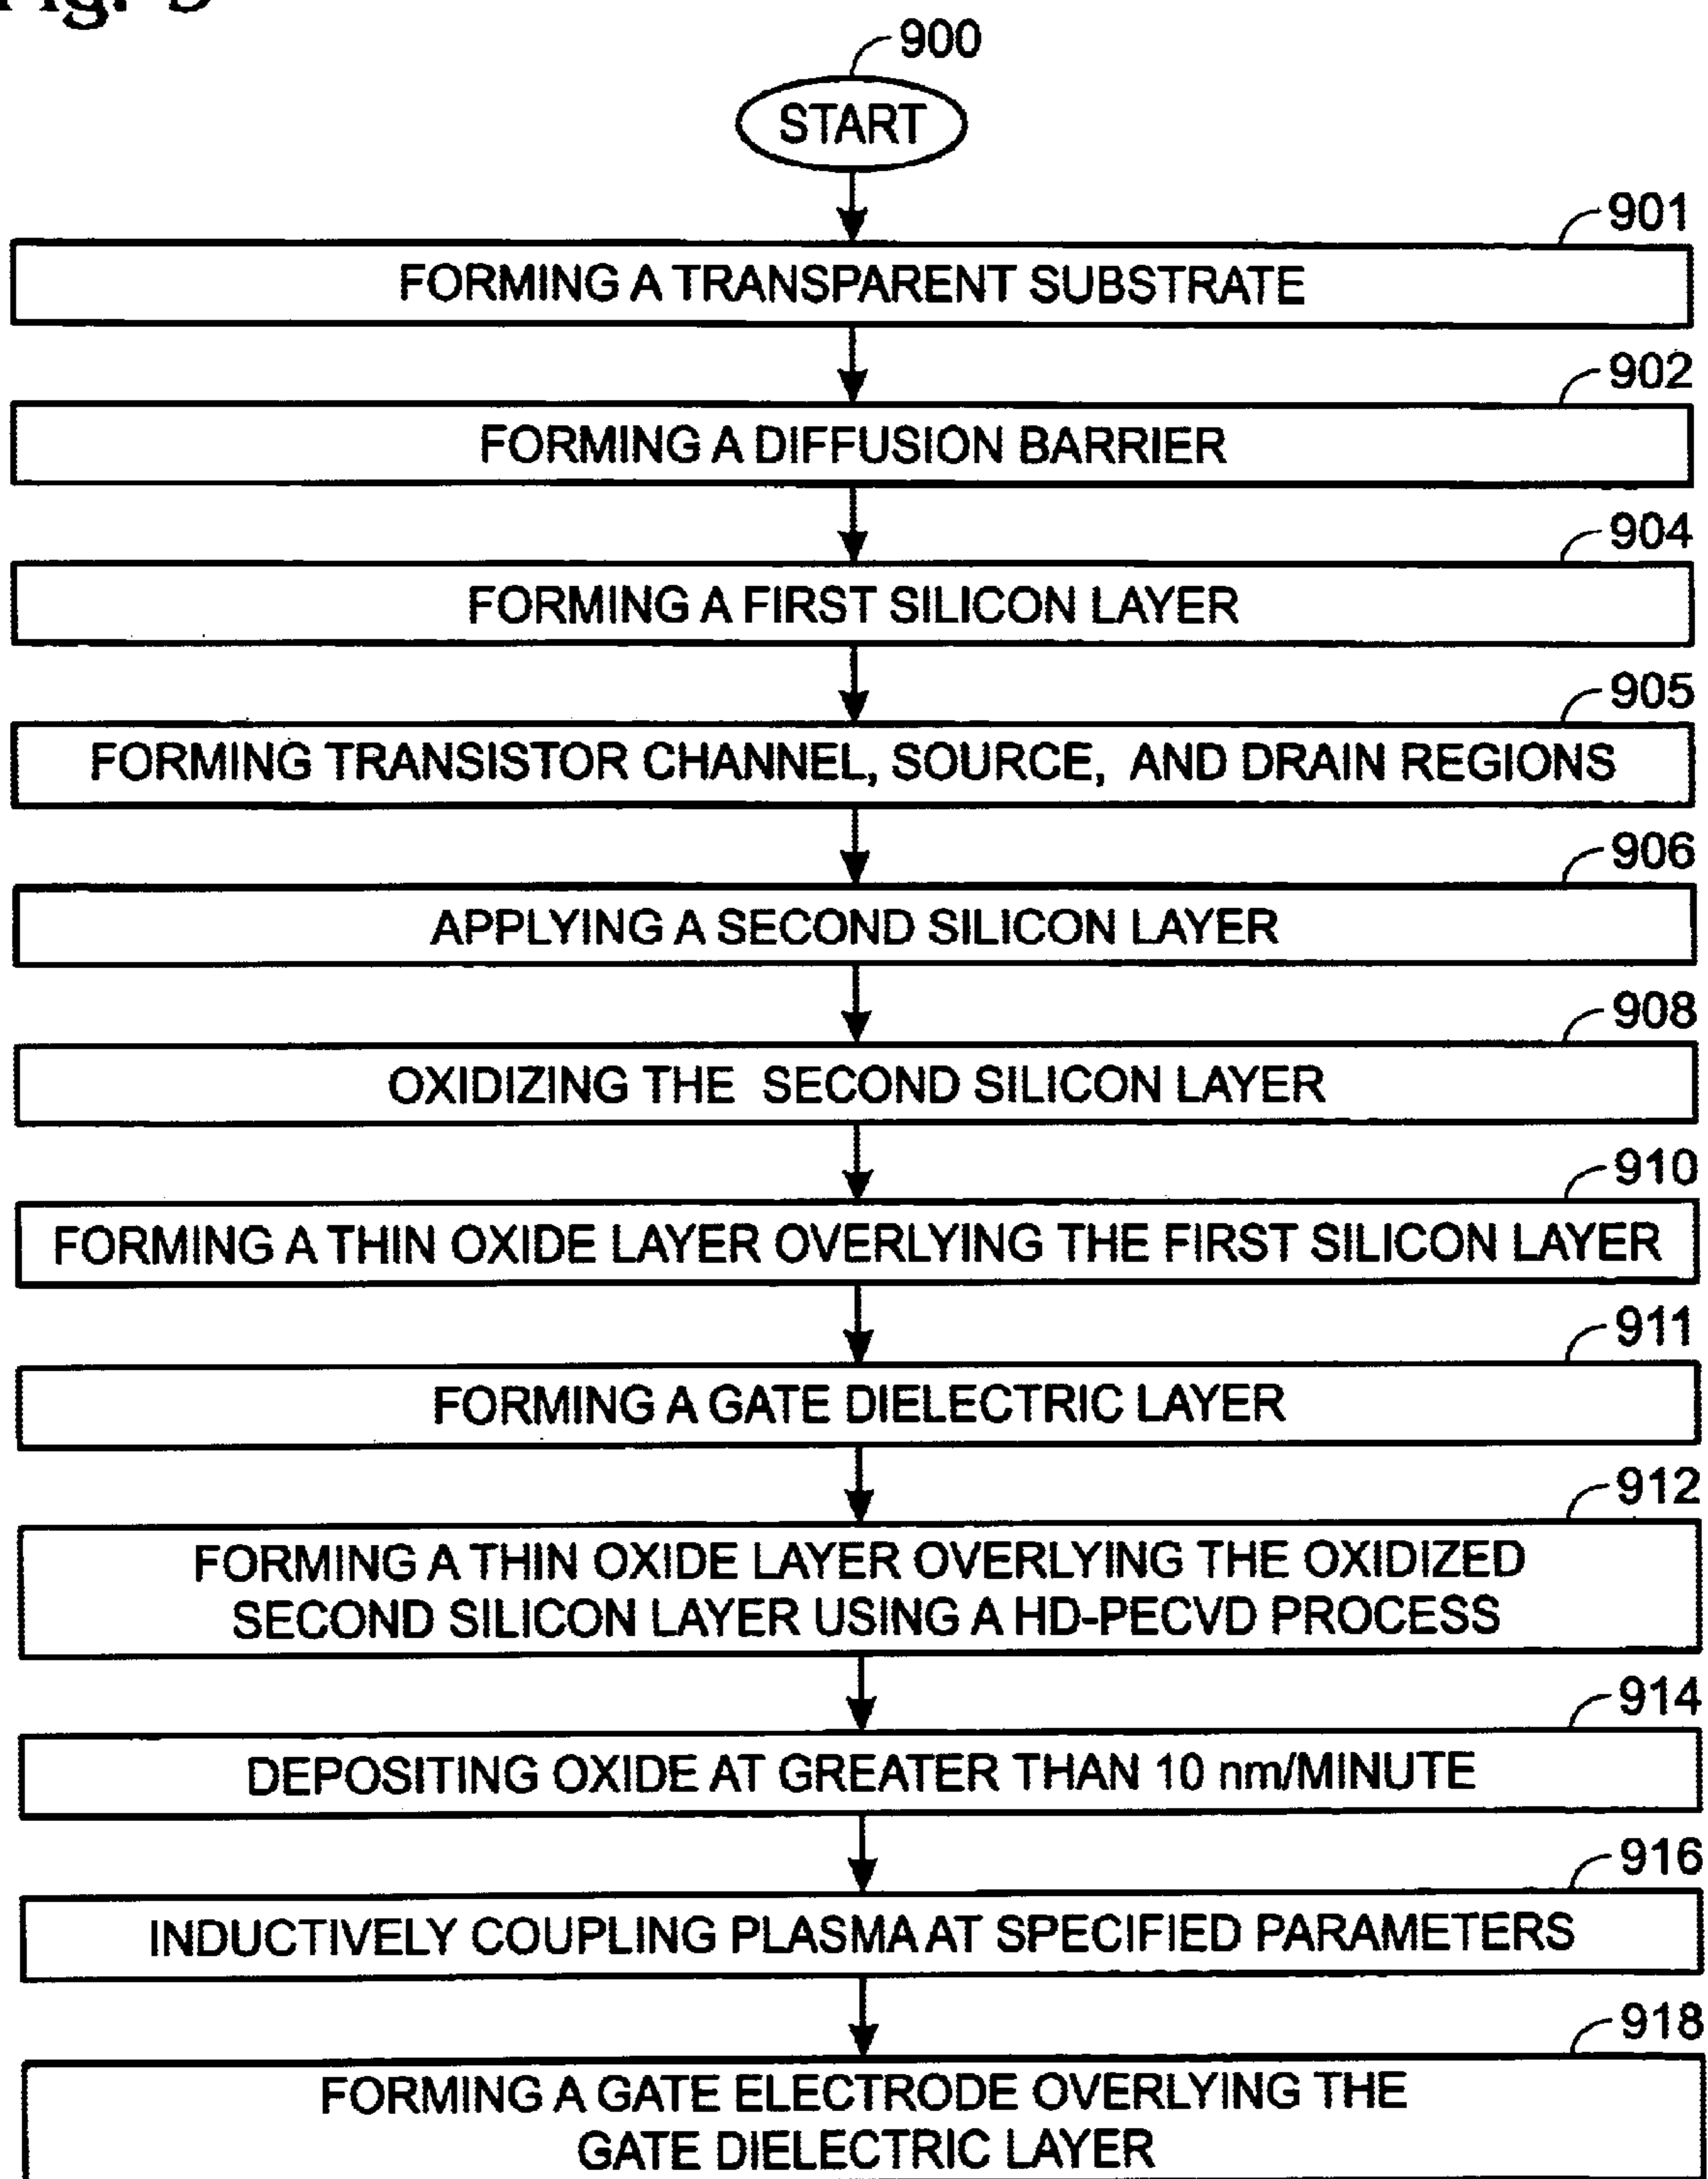 Fig. 9
900
START
901
FORMING A TRANSPARENT SUBSTRATE
902
FORMING A DIFFUSION BARRIER
904
FORMING A FIRST SILICON LAYER
905
FORMING TRANSISTOR CHANNEL, SOURCE, AND DRAIN REGIONS
906
APPLYING A SECOND SILICON LAYER
908
OXIDIZING THE SECOND SILICON LAYER
910
FORMING A THIN OXIDE LAYER OVERLYING THE FIRST SILICON LAYER
911
FORMING A GATE DIELECTRIC LAYER
912
FORMING A THIN OXIDE LAYER OVERLYING THE OXIDIZED
SECOND SILICON LAYER USING A HD-PECVD PROCESS
914
DEPOSITING OXIDE AT GREATER THAN 10 nm/MINUTE
916
INDUCTIVELY COUPLING PLASMA AT SPECIFIED PARAMETERS
918
FORMING A GATE ELECTRODE OVERLYING THE
GATE DIELECTRIC LAYER